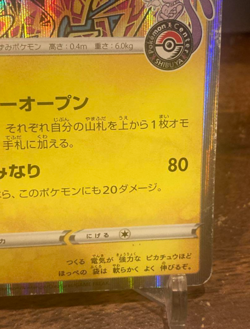 すみポケモン 高さ：0.4m 重さ：6.0kg
Pokémon Center
SHIBUYA
ーオープン
それぞれ自分の山札を上から1枚オモ
手札に加える。
みなり 80
ら、このポケモンにも20ダメージ。
にげる
つくる 電気が 強力な ピカチュウほど
ほっぺの 袋は 軟らかく よく 伸びるぞ。